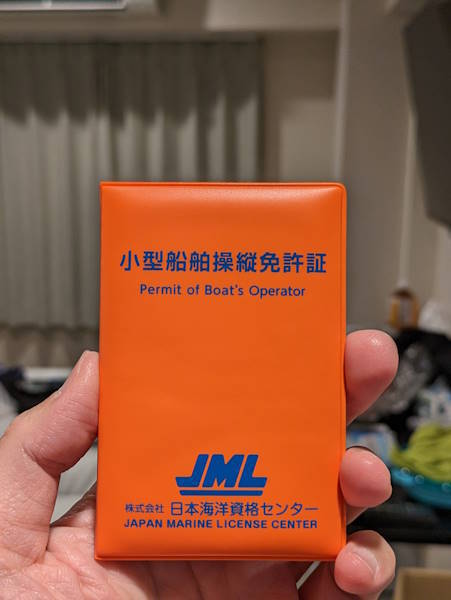 小型船舶操縦免許証
Permit of Boat's Operator
JML
株式会社 日本海洋資格センター
JAPAN MARINE LICENSE CENTER